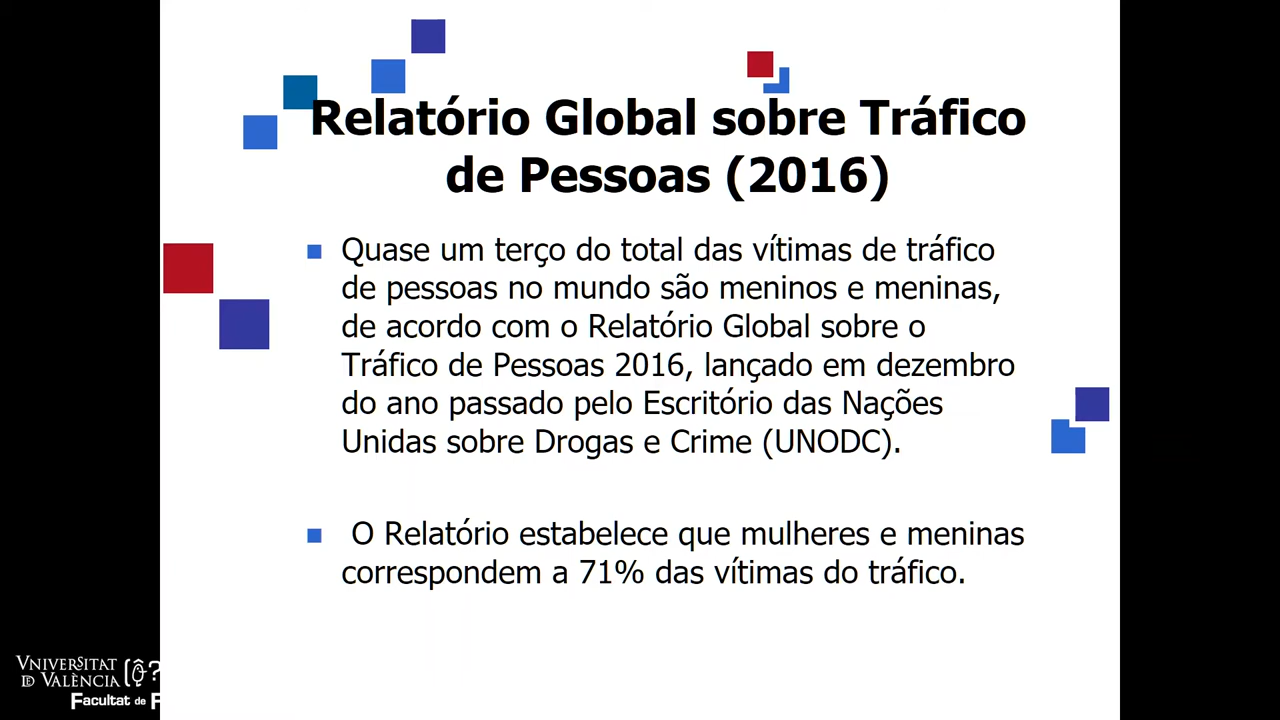 Relatório Global sobre Tráfico
de Pessoas (2016)
Quase um terço do total das vítimas de tráfico
de pessoas no mundo são meninos e meninas,
de acordo com o Relatório Global sobre o
Tráfico de Pessoas 2016, lançado em dezembro
do ano passado pelo Escritório das Nações
Unidas sobre Drogas e Crime (UNODC).
O Relatório estabelece que mulheres e meninas
correspondem a 71% das vítimas do tráfico.
VNIVERSITAT
DE VALÈNCIA
Facultat de